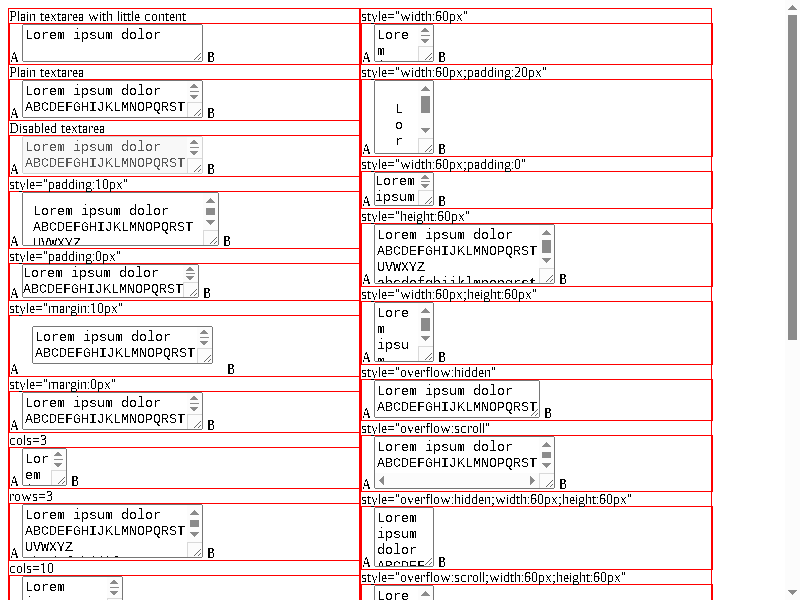 Plain textarea with little content
Lorem ipsum dolor
A B
Plain textarea
Lorem ipsum dolor
ABCDEFGHIJKLMNOPQRST
A B
Disabled textarea
Lorem ipsum dolor
ABCDEFGHIJKLMNOPQRST
A B
style="padding:10px"
Lorem ipsum dolor
ABCDEFGHIJKLMNOPQRST
UVWXYZ
A B
style="padding:0px"
Lorem ipsum dolor
ABCDEFGHIJKLMNOPQRST
A B
style="margin:10px"
Lorem ipsum dolor
ABCDEFGHIJKLMNOPQRST
A B
style="margin:0px"
Lorem ipsum dolor
ABCDEFGHIJKLMNOPQRST
A B
cols=3
Lor
em
A B
rows=3
Lorem ipsum dolor
ABCDEFGHIJKLMNOPQRST
UVWXYZ
A B
cols=10
Lorem
style="width:60px"
Lore
m
A B
style="width:60px;padding:20px"
L
o
r
A B
style="width:60px;padding:0"
Lorem
ipsum
A B
style="height:60px"
Lorem ipsum dolor
ABCDEFGHIJKLMNOPQRST
UVWXYZ
abcdefghijklmnopqrst
A B
style="width:60px;height:60px"
Lore
m
ipsu
m
A B
style="overflow:hidden"
Lorem ipsum dolor
ABCDEFGHIJKLMNOPQRST
A B
style="overflow:scroll"
Lorem ipsum dolor
ABCDEFGHIJKLMNOPQRST
A B
style="overflow:hidden;width:60px;height:60px"
Lorem
ipsum
dolor
ABCDEF
A B
style="overflow:scroll;width:60px;height:60px"
Lore